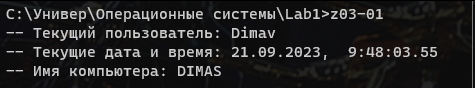 C:\Универ\Операционные системы\Lab1>z03-01
-- Текущий пользователь: Dimav
-- Текущие дата и время: 21.09.2023,  9:48:03.55
-- Имя компьютера: DIMAS